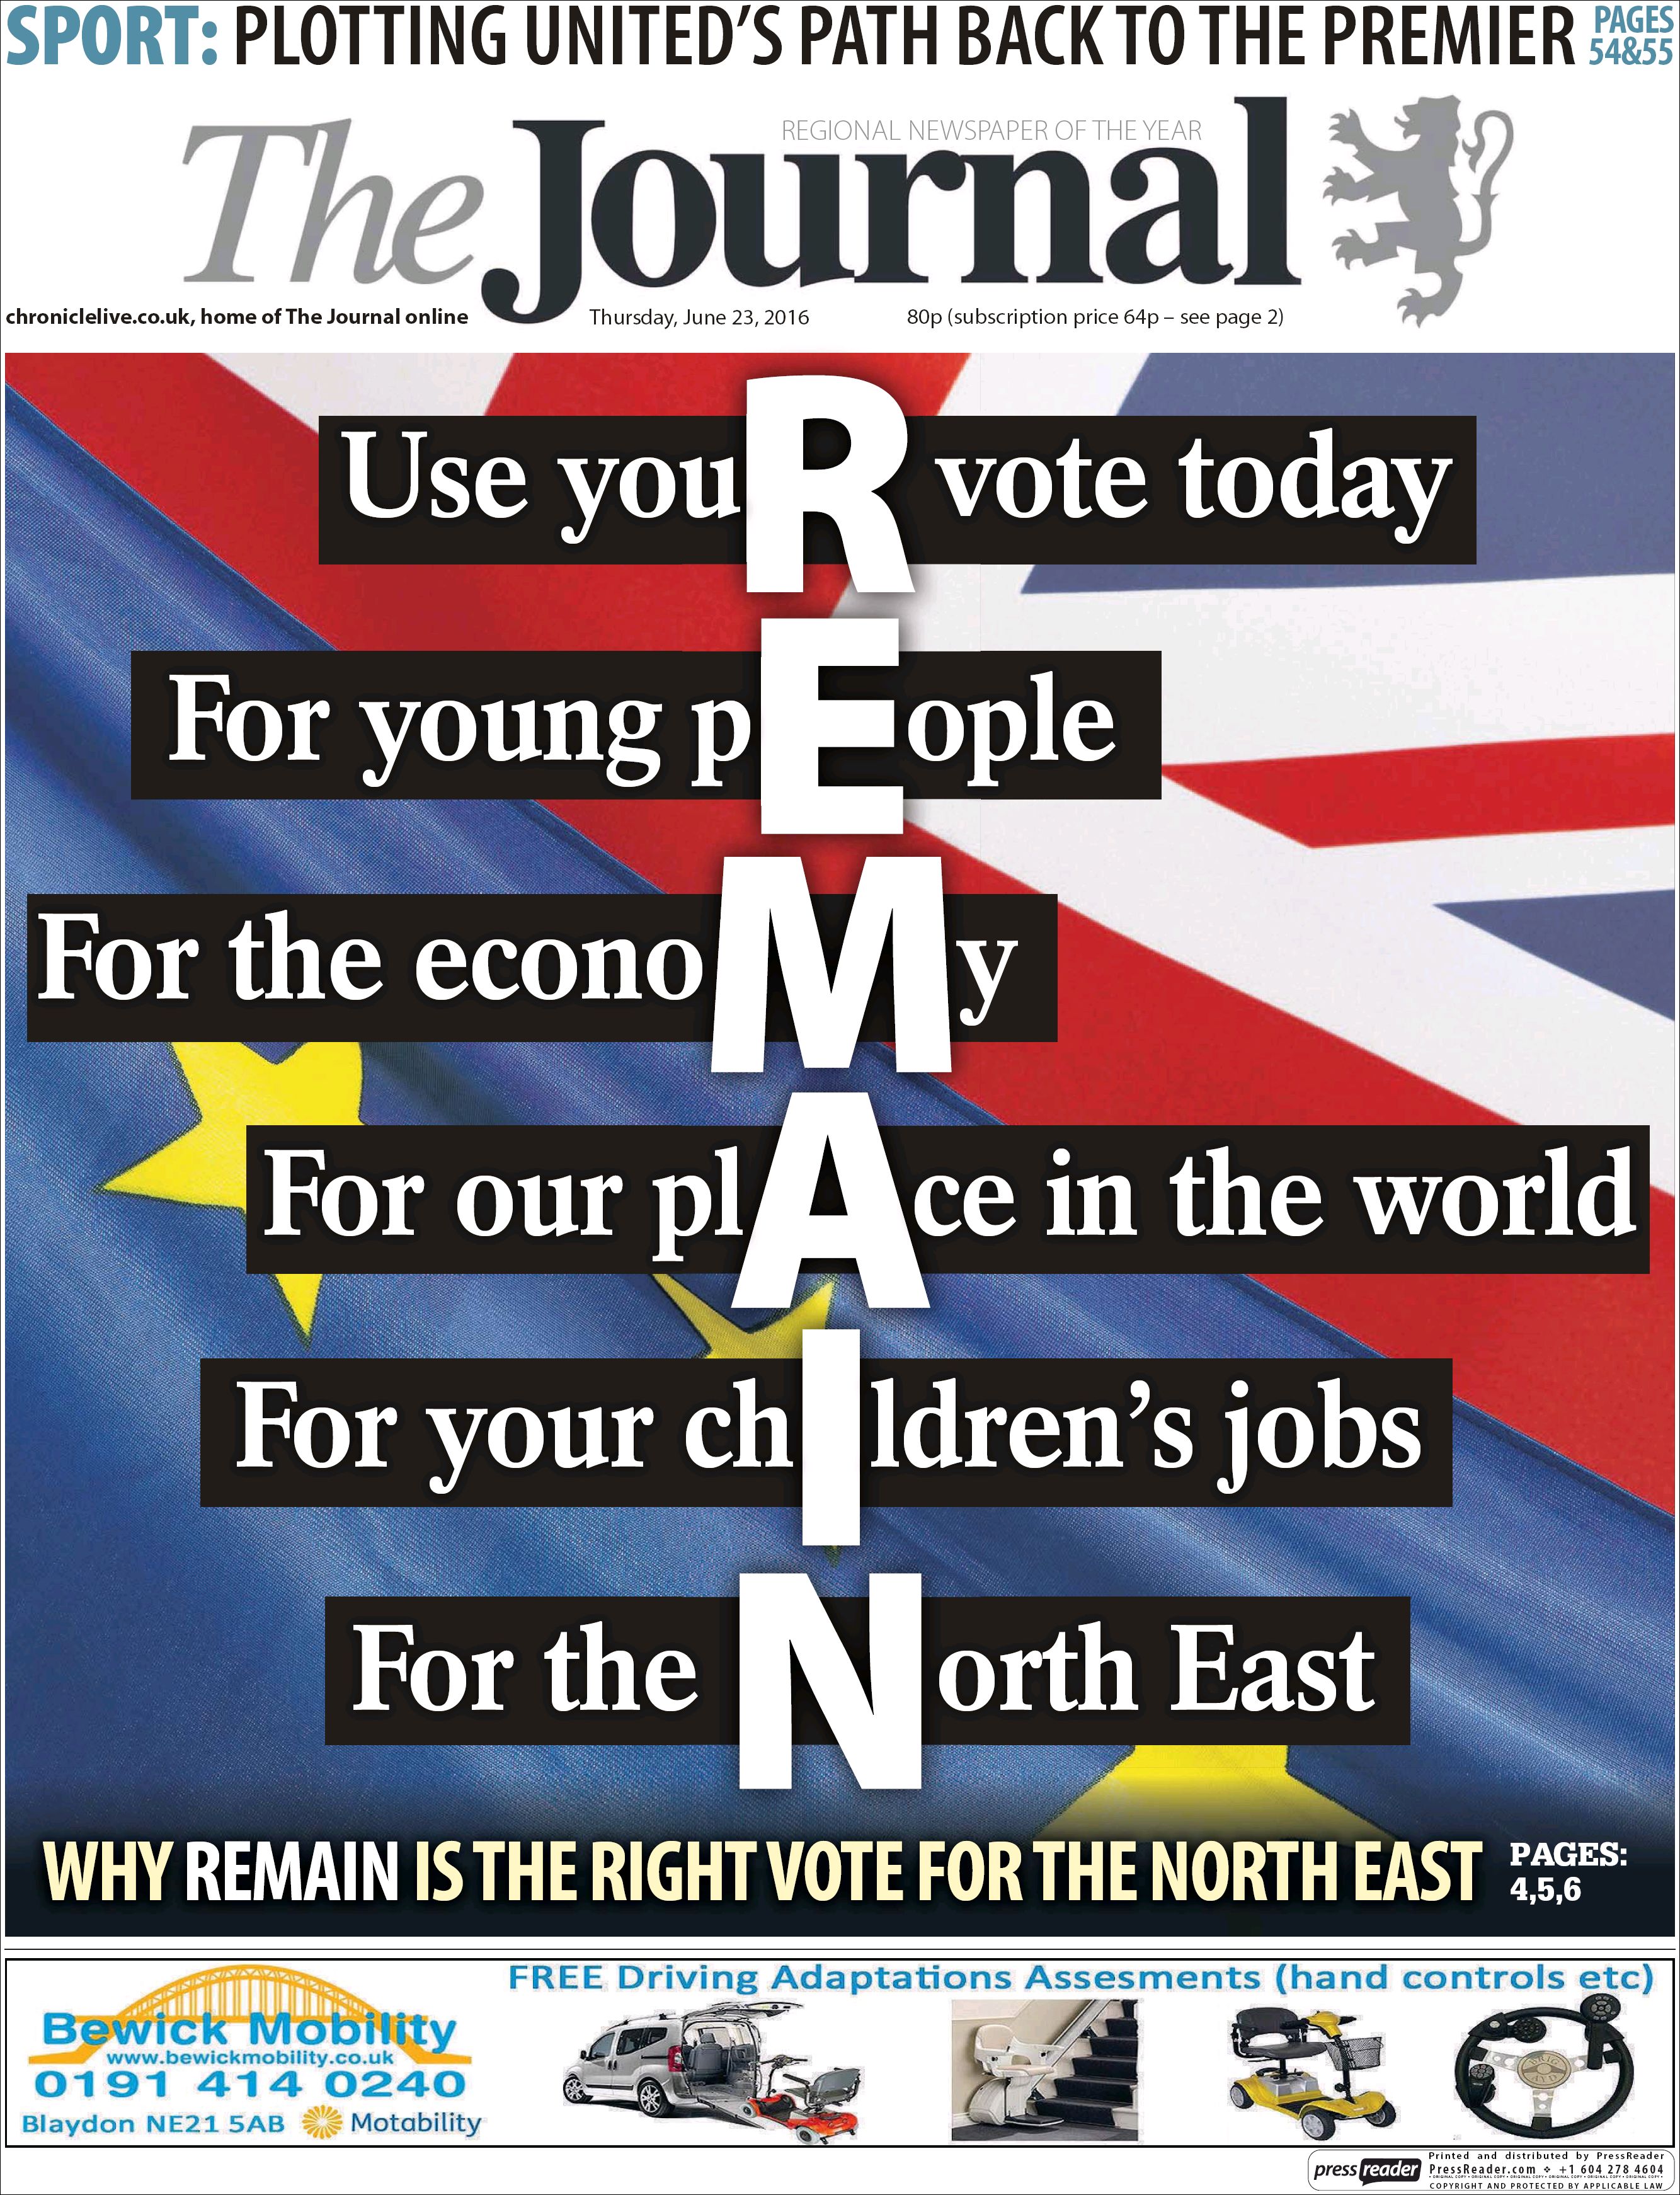 SPORT: PLOTTING UNITED'S PATH BACK TO THE PREMIER PAGES 54&55
REGIONAL NEWSPAPER OF THE YEAR
The Journal
chroniclelive.co.uk, home of The Journal online Thursday, June 23, 2016 80p (subscription price 64p – see page 2)
Use youR vote today
For young pEople
For the econoMy
For our plAce in the world
For your chIldren's jobs
For the North East
WHY REMAIN IS THE RIGHT VOTE FOR THE NORTH EAST PAGES: 4,5,6
FREE Driving Adaptations Assesments (hand controls etc)
Bewick Mobility
www.bewickmobility.co.uk
0191 414 0240
Blaydon NE21 5AB Motability
pressreader
Printed and distributed by PressReader
PressReader.com +1 604 278 4604
COPYRIGHT AND PROTECTED BY APPLICABLE LAW